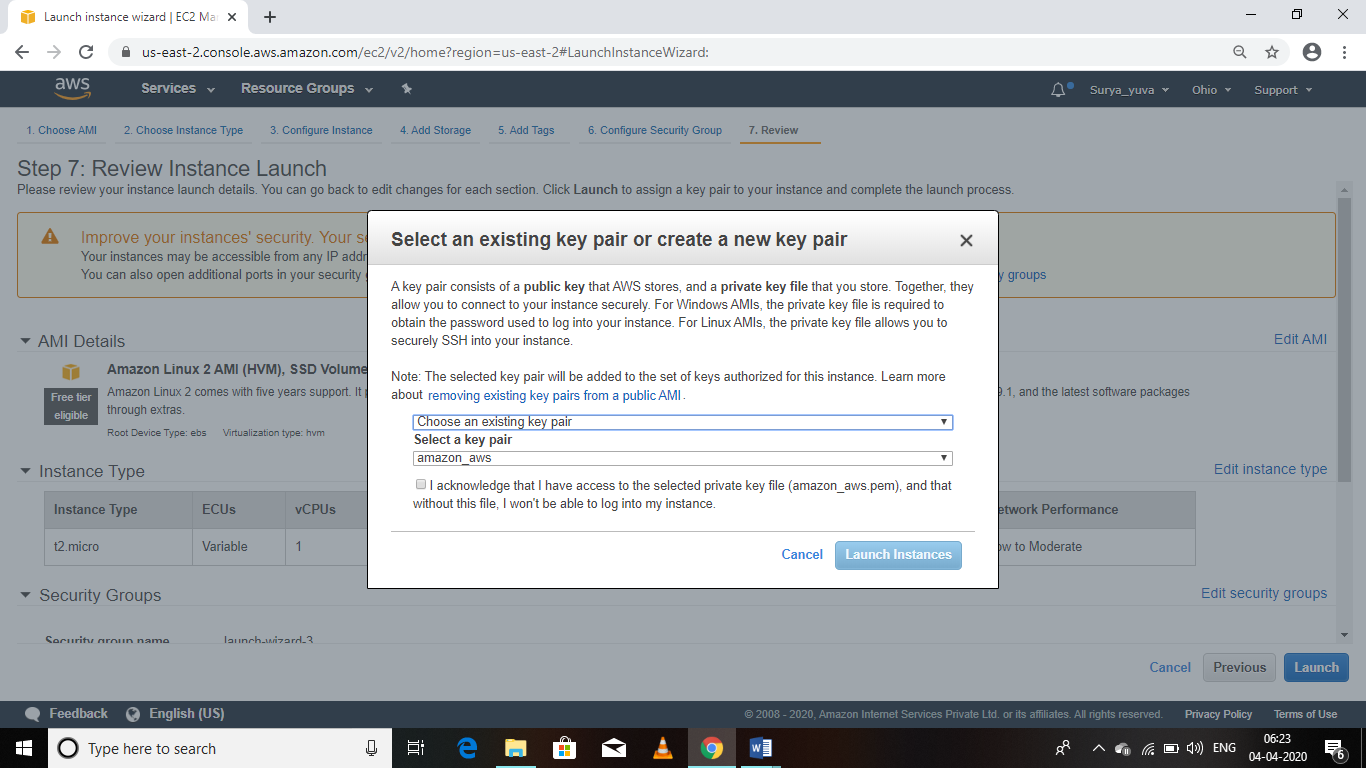 Launch instance wizard | EC2 Ma
us-east-2.console.aws.amazon.com/ec2/v2/home?region=us-east-2#LaunchInstanceWizard:
aws Services Resource Groups Surya_yuva Ohio Support
1. Choose AMI 2. Choose Instance Type 3. Configure Instance 4. Add Storage 5. Add Tags 6. Configure Security Group 7. Review
Step 7: Review Instance Launch
Please review your instance launch details. You can go back to edit changes for each section. Click Launch to assign a key pair to your instance and complete the launch process.
Improve your instances' security. Your s
Your instances may be accessible from any IP addr
You can also open additional ports in your security
y groups
Select an existing key pair or create a new key pair
A key pair consists of a public key that AWS stores, and a private key file that you store. Together, they
allow you to connect to your instance securely. For Windows AMIs, the private key file is required to
obtain the password used to log into your instance. For Linux AMIs, the private key file allows you to
securely SSH into your instance.
Note: The selected key pair will be added to the set of keys authorized for this instance. Learn more
about removing existing key pairs from a public AMI.
Choose an existing key pair
Select a key pair
amazon_aws
I acknowledge that I have access to the selected private key file (amazon_aws.pem), and that
without this file, I won't be able to log into my instance.
Cancel Launch Instances
AMI Details Edit AMI
Amazon Linux 2 AMI (HVM), SSD Volume
Free tier
eligible
Amazon Linux 2 comes with five years support. It
9.1, and the latest software packages
through extras.
Root Device Type: ebs Virtualization type: hvm
Instance Type Edit instance type
Instance Type ECUs vCPUs etwork Performance
t2.micro Variable 1 ow to Moderate
Security Groups Edit security groups
Security group name launch-wizard-3
Cancel Previous Launch
Feedback English (US) © 2008 - 2020, Amazon Internet Services Private Ltd. or its affiliates. All rights reserved. Privacy Policy Terms of Use
Type here to search
ENG
06:23
04-04-2020
6